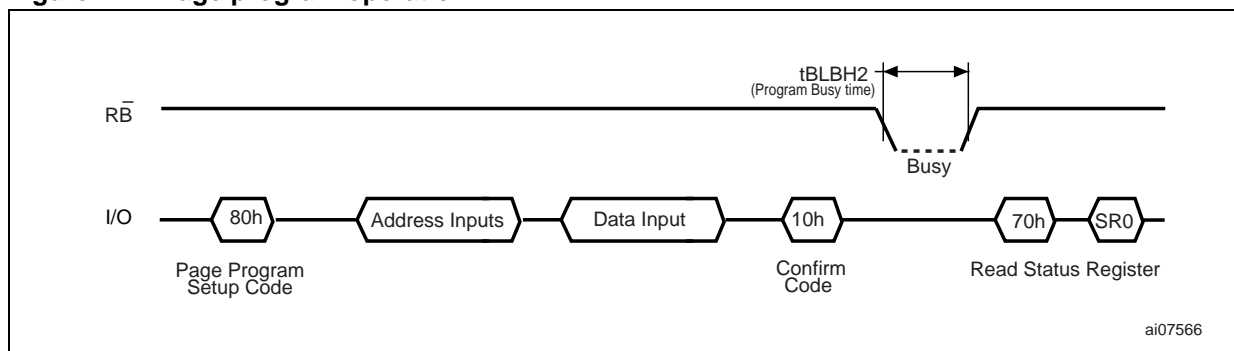 tBLBH2
(Program Busy time)
RB̅
Busy
I/O
80h
Address Inputs
Data Input
10h
70h
SR0
Page Program
Setup Code
Confirm
Code
Read Status Register
ai07566